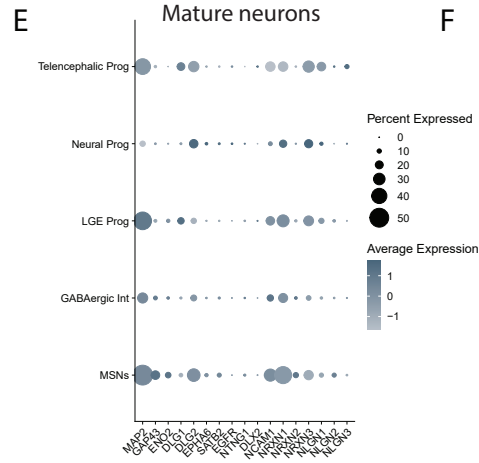 E
Mature neurons
F
Telencephalic Prog
Neural Prog
LGE Prog
GABAergic Int
MSNs
MAP2
GAP43
ENO2
DLG1
DLG2
EPHA6
SATB2
EGFR
NTNG1
DLX2
NCAM1
NRXN1
NRXN2
NRXN3
NLGN1
NLGN2
NLGN3
Percent Expressed
0
10
20
30
40
50
Average Expression
1
0
−1